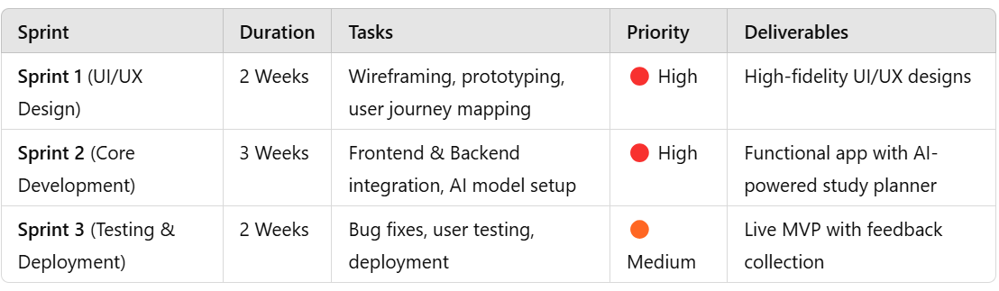 Sprint Duration Tasks Priority Deliverables
Sprint 1 (UI/UX Design)
2 Weeks
Wireframing, prototyping,
user journey mapping
High
High-fidelity UI/UX designs
Sprint 2 (Core
Development)
3 Weeks
Frontend & Backend
integration, AI model setup
High
Functional app with AI-
powered study planner
Sprint 3 (Testing &
Deployment)
2 Weeks
Bug fixes, user testing,
deployment
Medium
Live MVP with feedback
collection